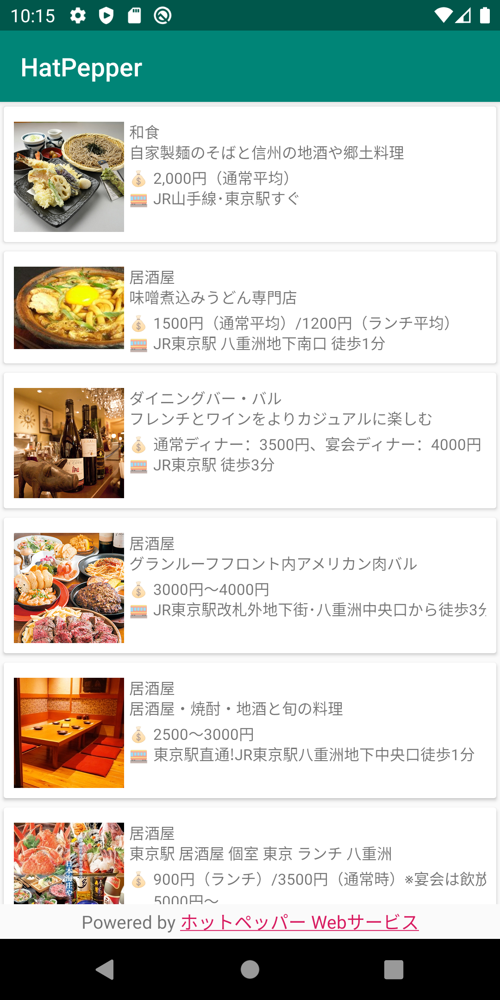 10:15
HatPepper
和食
自家製麺のそばと信州の地酒や郷土料理
2,000円（通常平均）
JR山手線･東京駅すぐ
居酒屋
味噌煮込みうどん専門店
1500円（通常平均）/1200円（ランチ平均）
JR東京駅 八重洲地下南口 徒歩1分
ダイニングバー・バル
フレンチとワインをよりカジュアルに楽しむ
通常ディナー：3500円、宴会ディナー：4000円
JR東京駅 徒歩3分
居酒屋
グランルーフフロント内アメリカン肉バル
3000円～4000円
JR東京駅改札外地下街･八重洲中央口から徒歩3分
居酒屋
居酒屋・焼酎・地酒と旬の料理
2500～3000円
東京駅直通!JR東京駅八重洲地下中央口徒歩1分
居酒屋
東京駅 居酒屋 個室 東京 ランチ 八重洲
日本海庄や
900円（ランチ）/3500円（通常時）※宴会は飲放
5000円～
Powered by ホットペッパー Webサービス